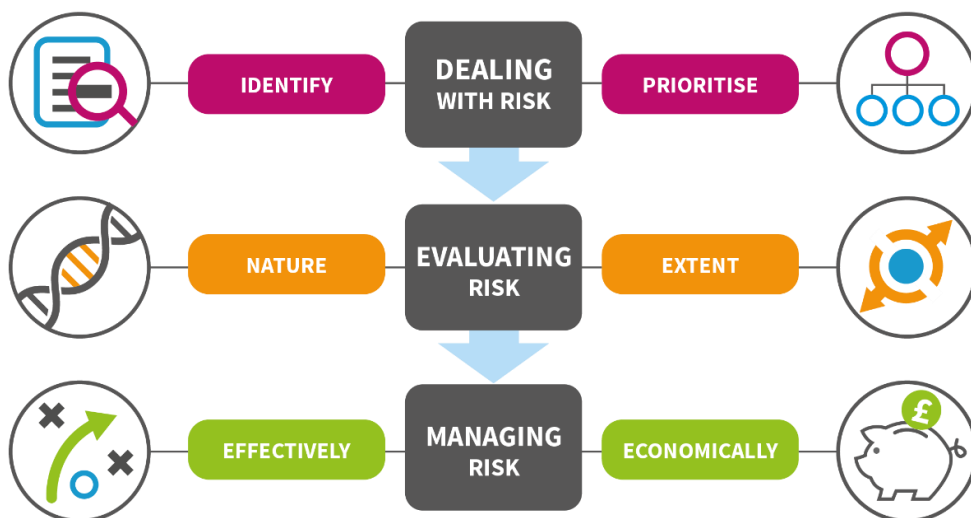 IDENTIFY
DEALING
WITH RISK
PRIORITISE
NATURE
EVALUATING
RISK
EXTENT
EFFECTIVELY
MANAGING
RISK
ECONOMICALLY
£